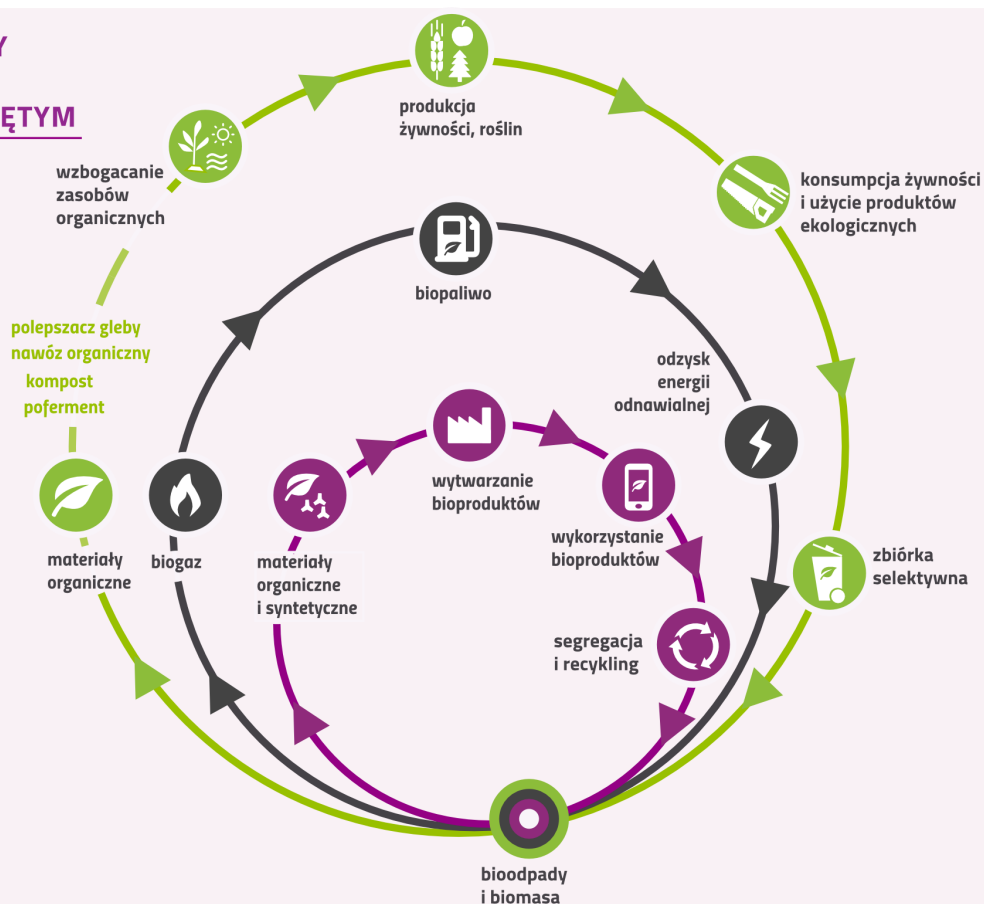 Y
ĘTYM
produkcja
żywności, roślin
wzbogacanie
zasobów
organicznych
konsumpcja żywności
i użycie produktów
ekologicznych
biopaliwo
polepszacz gleby
nawóz organiczny
kompost
poferment
odzysk
energii
odnawialnej
wytwarzanie
bioproduktów
wykorzystanie
bioproduktów
materiały
organiczne
biogaz
materiały
organiczne
i syntetyczne
zbiórka
selektywna
segregacja
i recykling
bioodpady
i biomasa